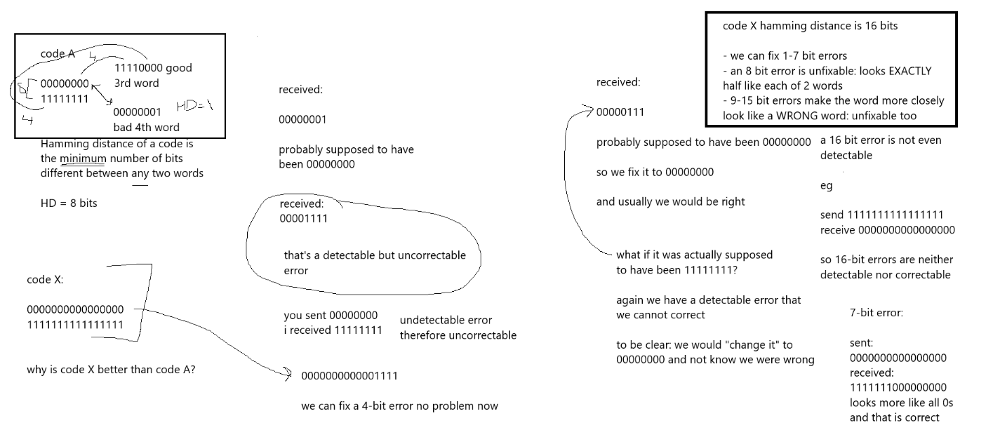 code A
4
11110000 good
3rd word
8
00000000
11111111
4
00000001
HD=1
bad 4th word
Hamming distance of a code is
the minimum number of bits
different between any two words
HD = 8 bits
code X:
0000000000000000
1111111111111111
why is code X better than code A?
received:
00000001
probably supposed to have
been 00000000
received:
00001111
that's a detectable but uncorrectable
error
you sent 00000000
i received 11111111
undetectable error
therefore uncorrectable
0000000000001111
we can fix a 4-bit error no problem now
received:
00000111
probably supposed to have been 00000000
so we fix it to 00000000
and usually we would be right
what if it was actually supposed
to have been 11111111?
again we have a detectable error that
we cannot correct
to be clear: we would "change it" to
00000000 and not know we were wrong
code X hamming distance is 16 bits
- we can fix 1-7 bit errors
- an 8 bit error is unfixable: looks EXACTLY
half like each of 2 words
- 9-15 bit errors make the word more closely
look like a WRONG word: unfixable too
a 16 bit error is not even
detectable
eg
send 1111111111111111
receive 0000000000000000
so 16-bit errors are neither
detectable nor correctable
7-bit error:
sent:
0000000000000000
received:
1111111000000000
looks more like all 0s
and that is correct